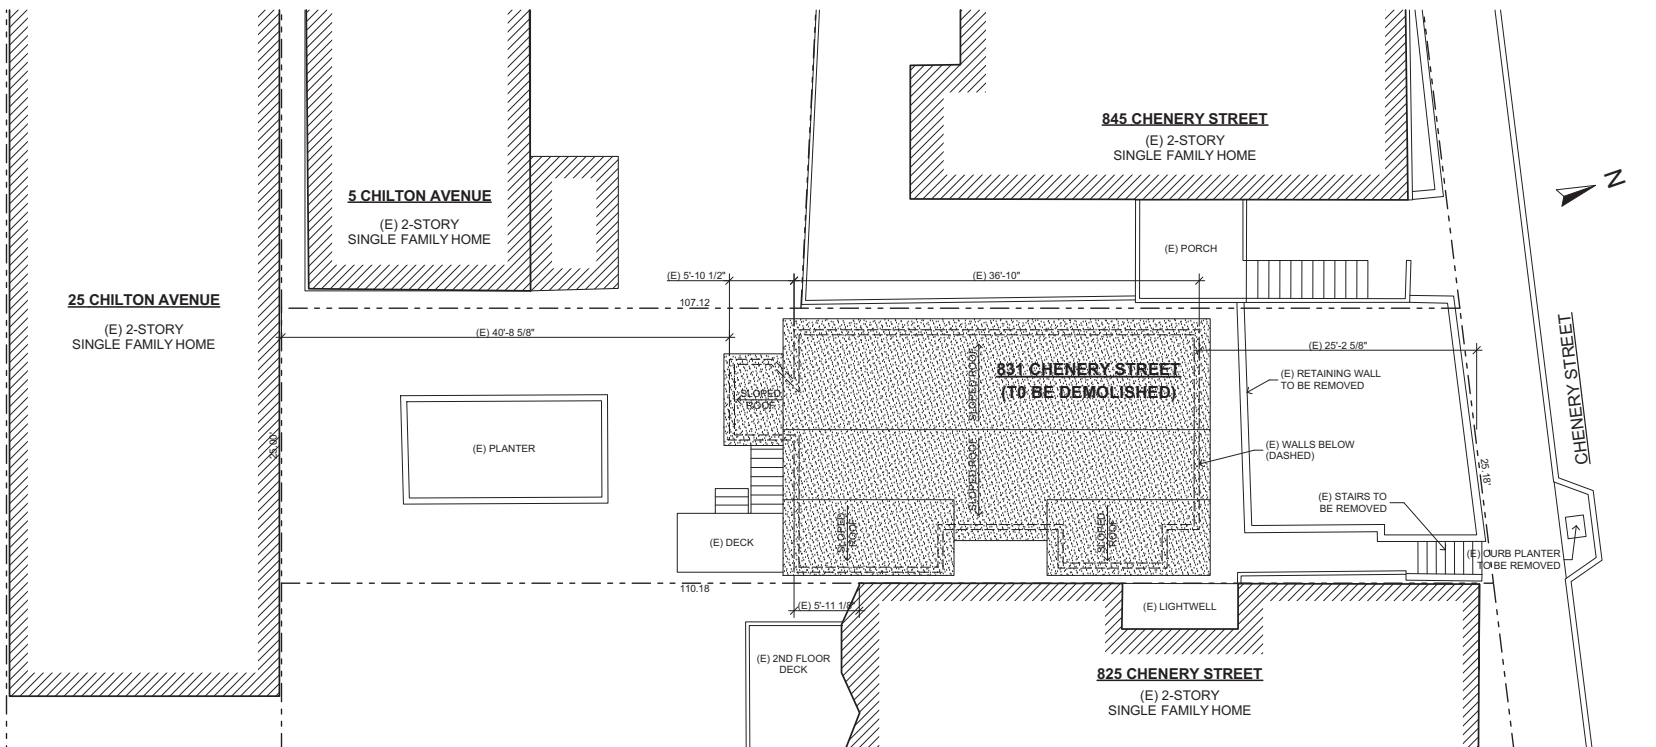 845 CHENERY STREET
(E) 2-STORY
SINGLE FAMILY HOME
N
5 CHILTON AVENUE
(E) 2-STORY
SINGLE FAMILY HOME
(E) PORCH
25 CHILTON AVENUE
(E) 2-STORY
SINGLE FAMILY HOME
(E) 5'-10 1/2"
(E) 36'-10"
107.12
(E) 40'-8 5/8"
(E) 25'-2 5/8"
CHENERY STREET
831 CHENERY STREET
(TO BE DEMOLISHED)
SLOPED ROOF
SLOPED
ROOF
(E) RETAINING WALL
TO BE REMOVED
25.00'
(E) PLANTER
SLOPED ROOF
(E) WALLS BELOW
(DASHED)
25.18'
(E) STAIRS TO
BE REMOVED
SLOPED
ROOF
SLOPED
ROOF
(E) DECK
(E) CURB PLANTER
TO BE REMOVED
110.18
(E) 5'-11 1/8"
(E) LIGHTWELL
(E) 2ND FLOOR
DECK
825 CHENERY STREET
(E) 2-STORY
SINGLE FAMILY HOME